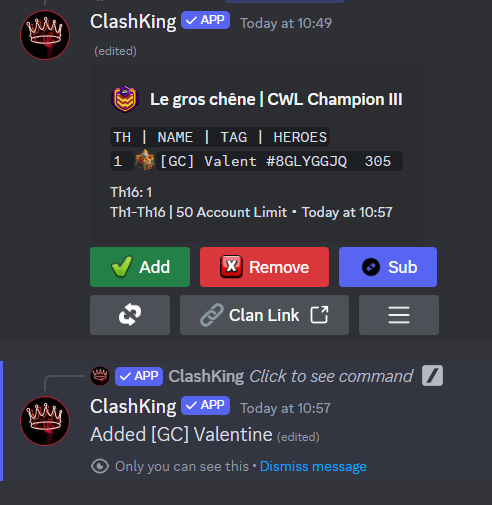 ClashKing ✓ APP Today at 10:49
(edited)
Le gros chêne | CWL Champion III
TH | NAME | TAG | HEROES
1 [GC] Valent #8GLYGGJQ 305
Th16: 1
Th1-Th16 | 50 Account Limit • Today at 10:57
Add Remove Sub
Clan Link
✓ APP ClashKing Click to see command
ClashKing ✓ APP Today at 10:57
Added [GC] Valentine (edited)
Only you can see this • Dismiss message